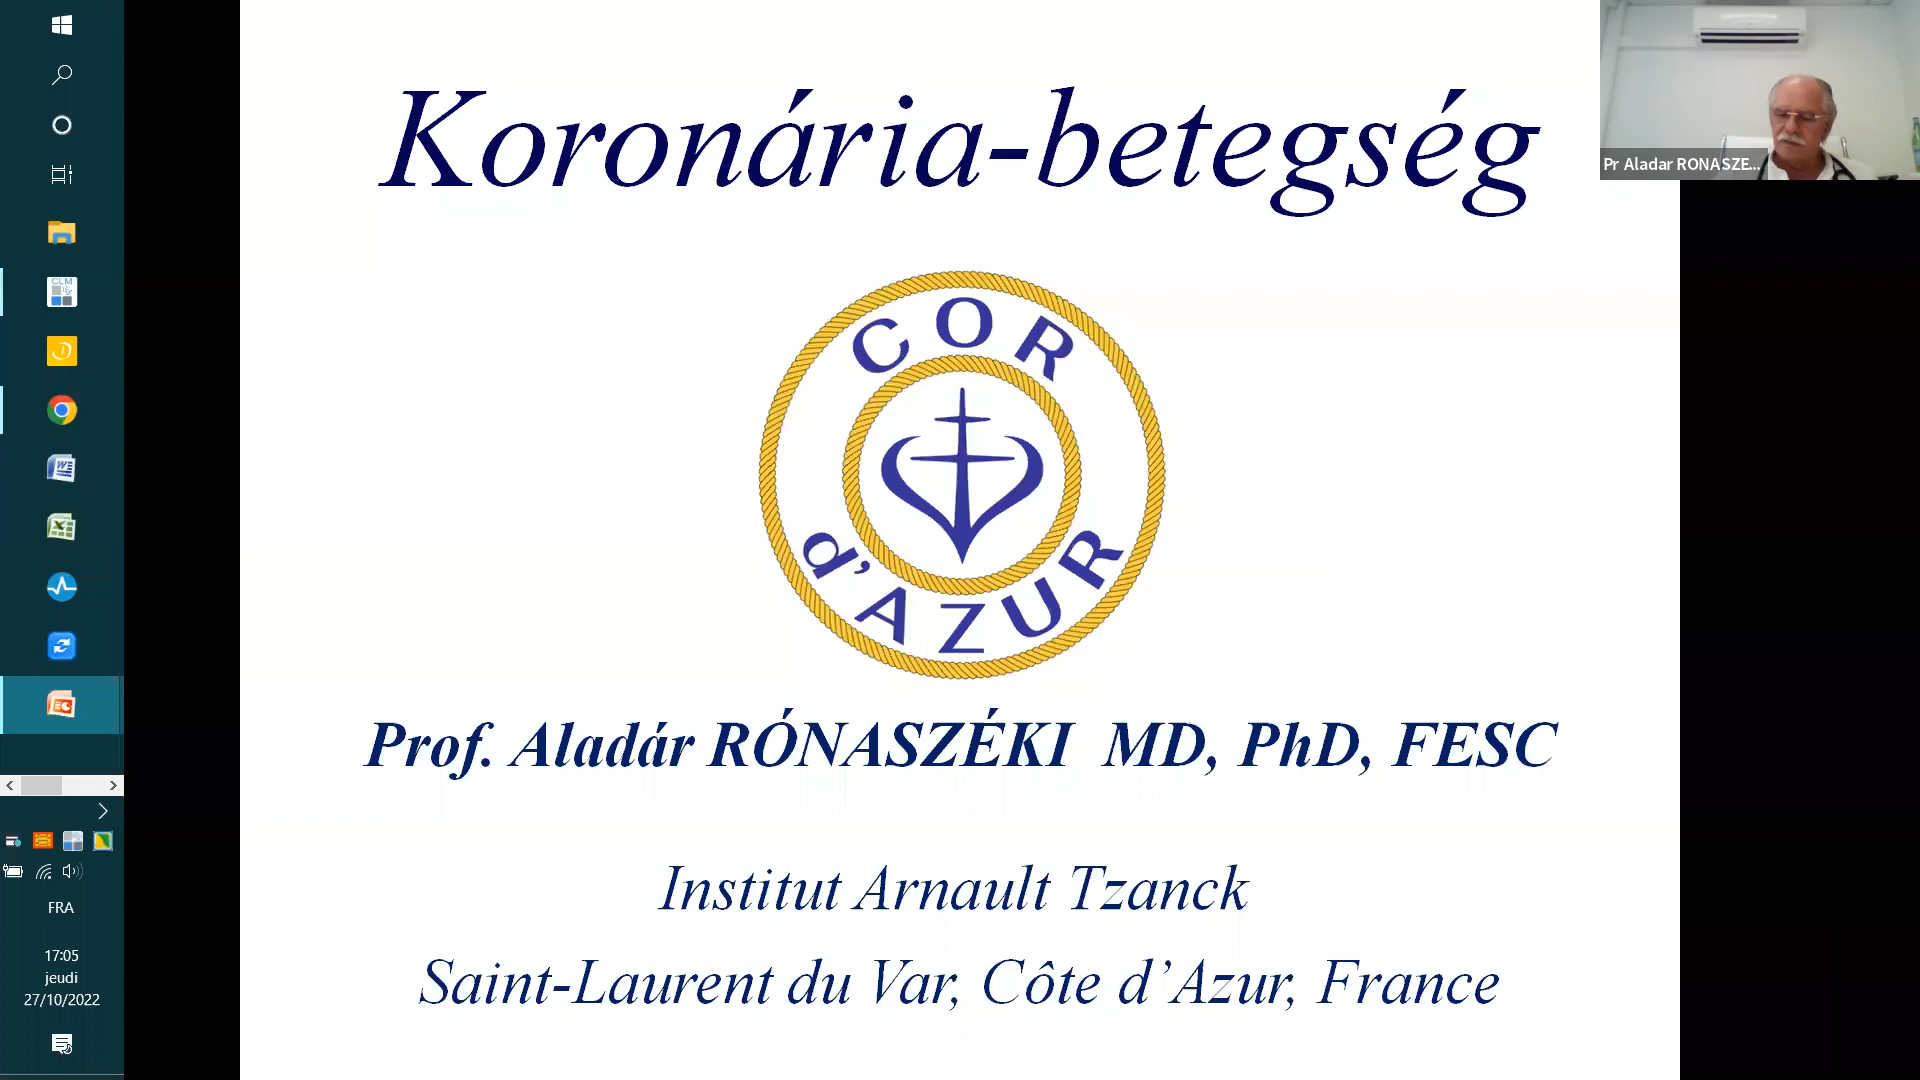 Koronária-betegség
COR
d'AZUR
Prof. Aladár RÓNASZÉKI MD, PhD, FESC
Institut Arnault Tzanck
Saint-Laurent du Var, Côte d'Azur, France
Pr Aladar RONASZE...
CLM
FRA
17:05
jeudi
27/10/2022